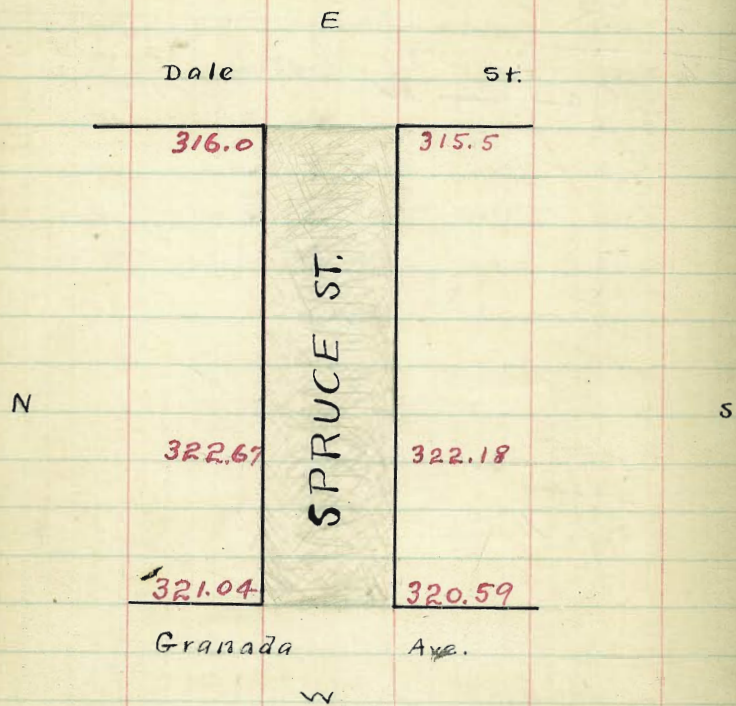 E
Dale St.
316.0 315.5
SPRUCE ST.
N S
322.67 322.18
321.04 320.59
Granada Ave.
W